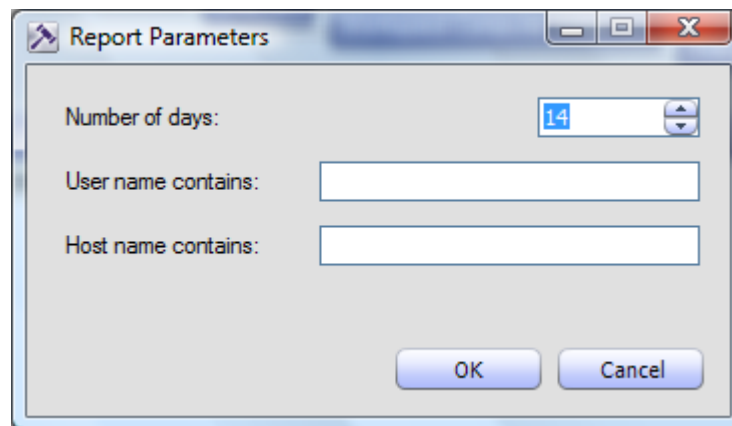 Report Parameters
Number of days:
14
User name contains:
Host name contains:
OK
Cancel